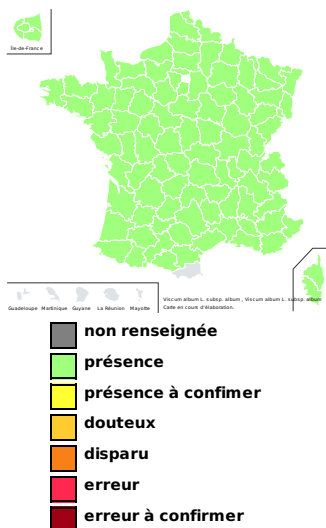 Île-de-France
Guadeloupe Martinique Guyane La Réunion Mayotte
Viscum album L. subsp. album , Viscum album L. subsp. album
Carte en cours d'élaboration.
non renseignée
présence
présence à confimer
douteux
disparu
erreur
erreur à confirmer